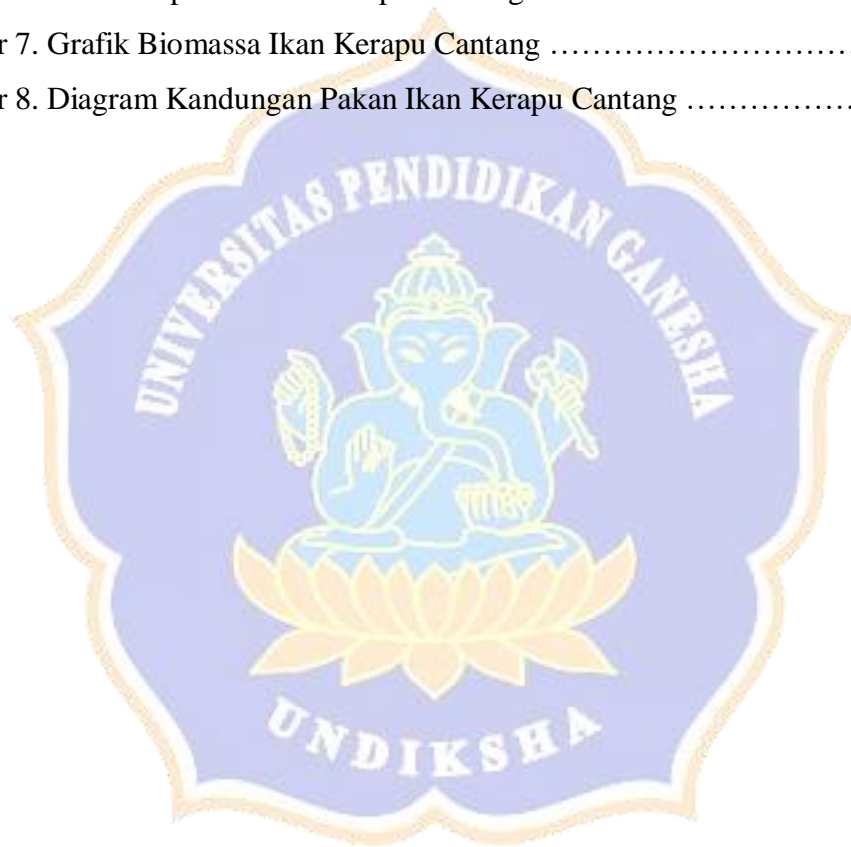 r 7. Grafik Biomassa Ikan Kerapu Cantang ……………………….
r 8. Diagram Kandungan Pakan Ikan Kerapu Cantang ……………..
UNIVERSITAS PENDIDIKAN GANESHA
UNDIKSHA